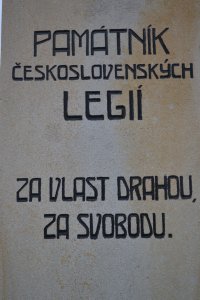 PAMÁTNÍK
ČESKOSLOVENSKÝCH
LEGIÍ
ZA VLAST DRAHOU,
ZA SVOBODU.